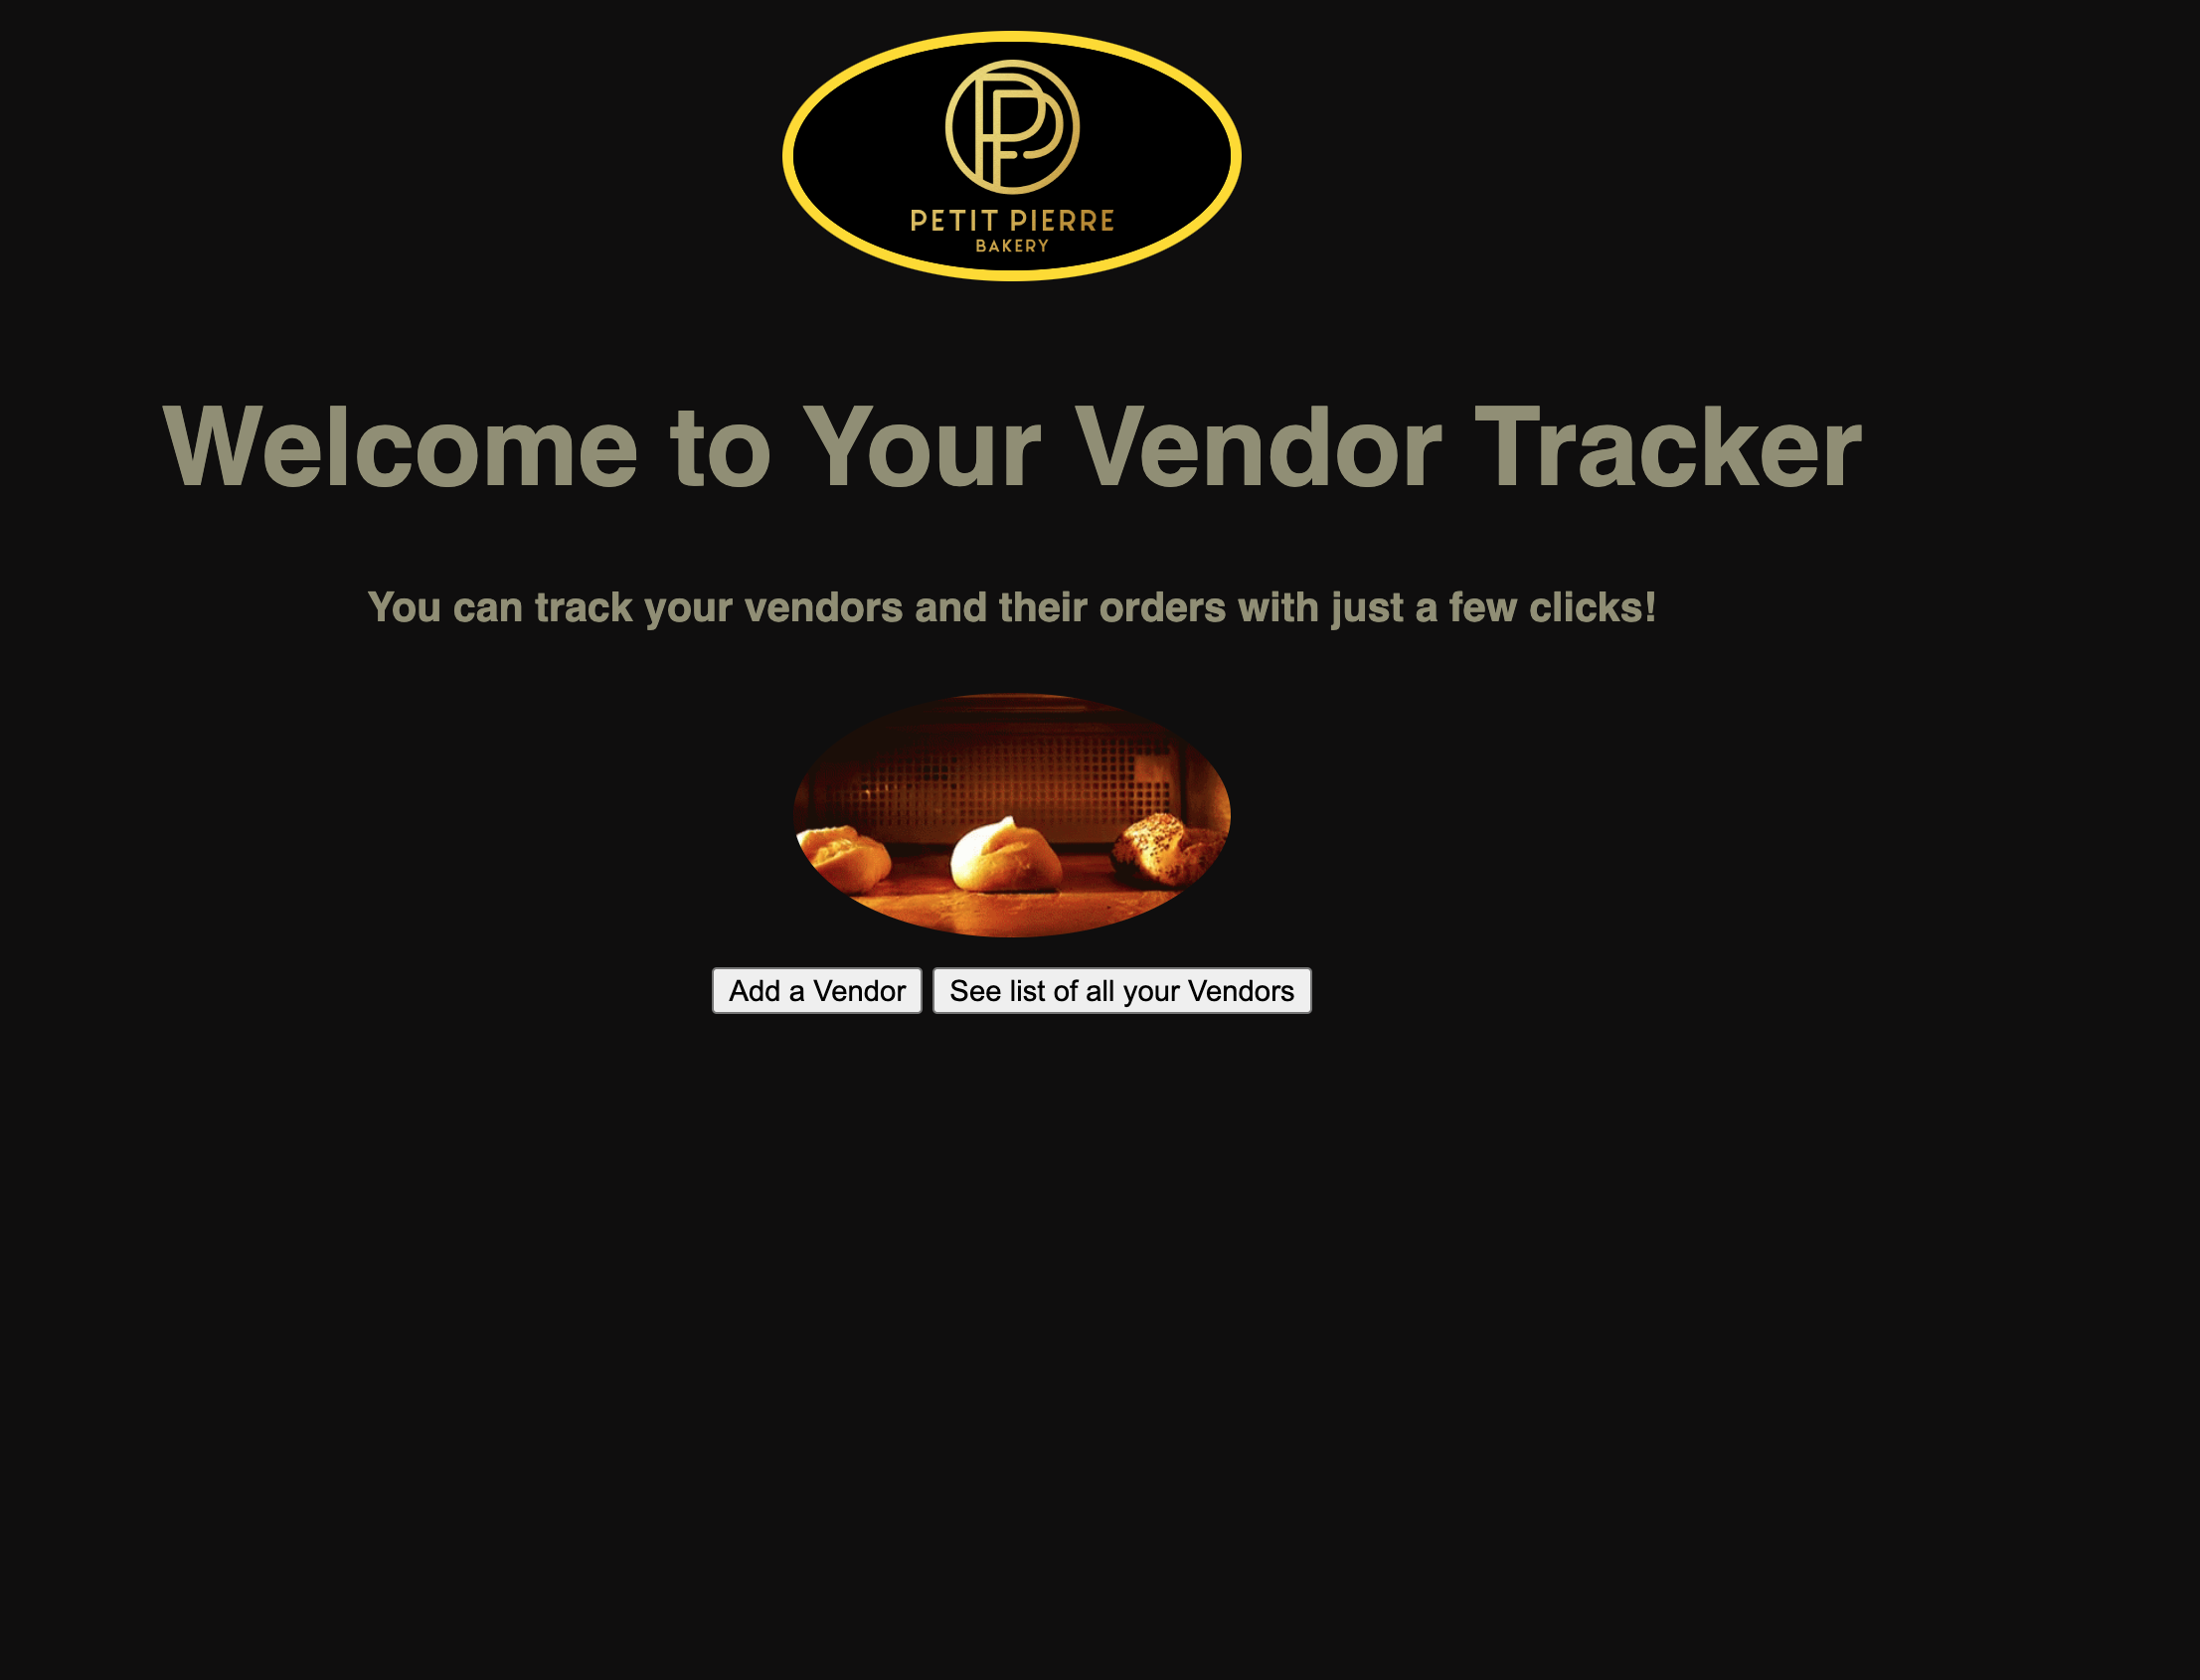 PETIT PIERRE
BAKERY
Welcome to Your Vendor Tracker
You can track your vendors and their orders with just a few clicks!
Add a Vendor See list of all your Vendors